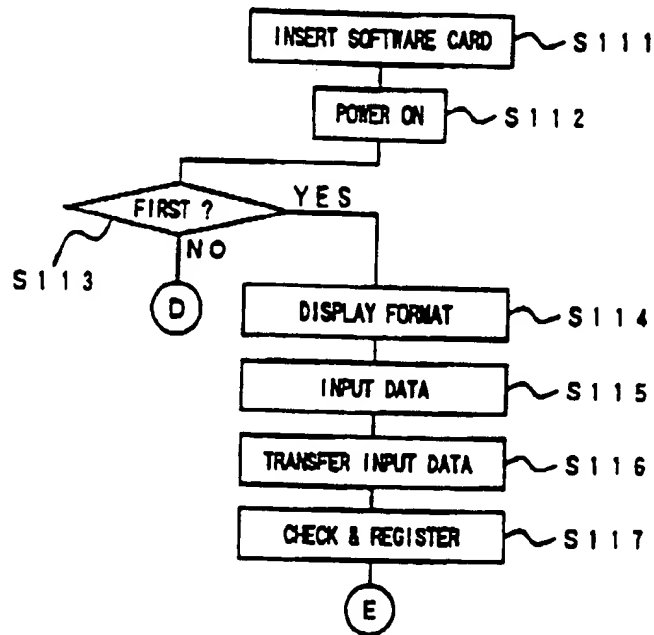 INSERT SOFTWARE CARD S111
POWER ON S112
FIRST ? YES
NO
S113
D
DISPLAY FORMAT S114
INPUT DATA S115
TRANSFER INPUT DATA S116
CHECK & REGISTER S117
E